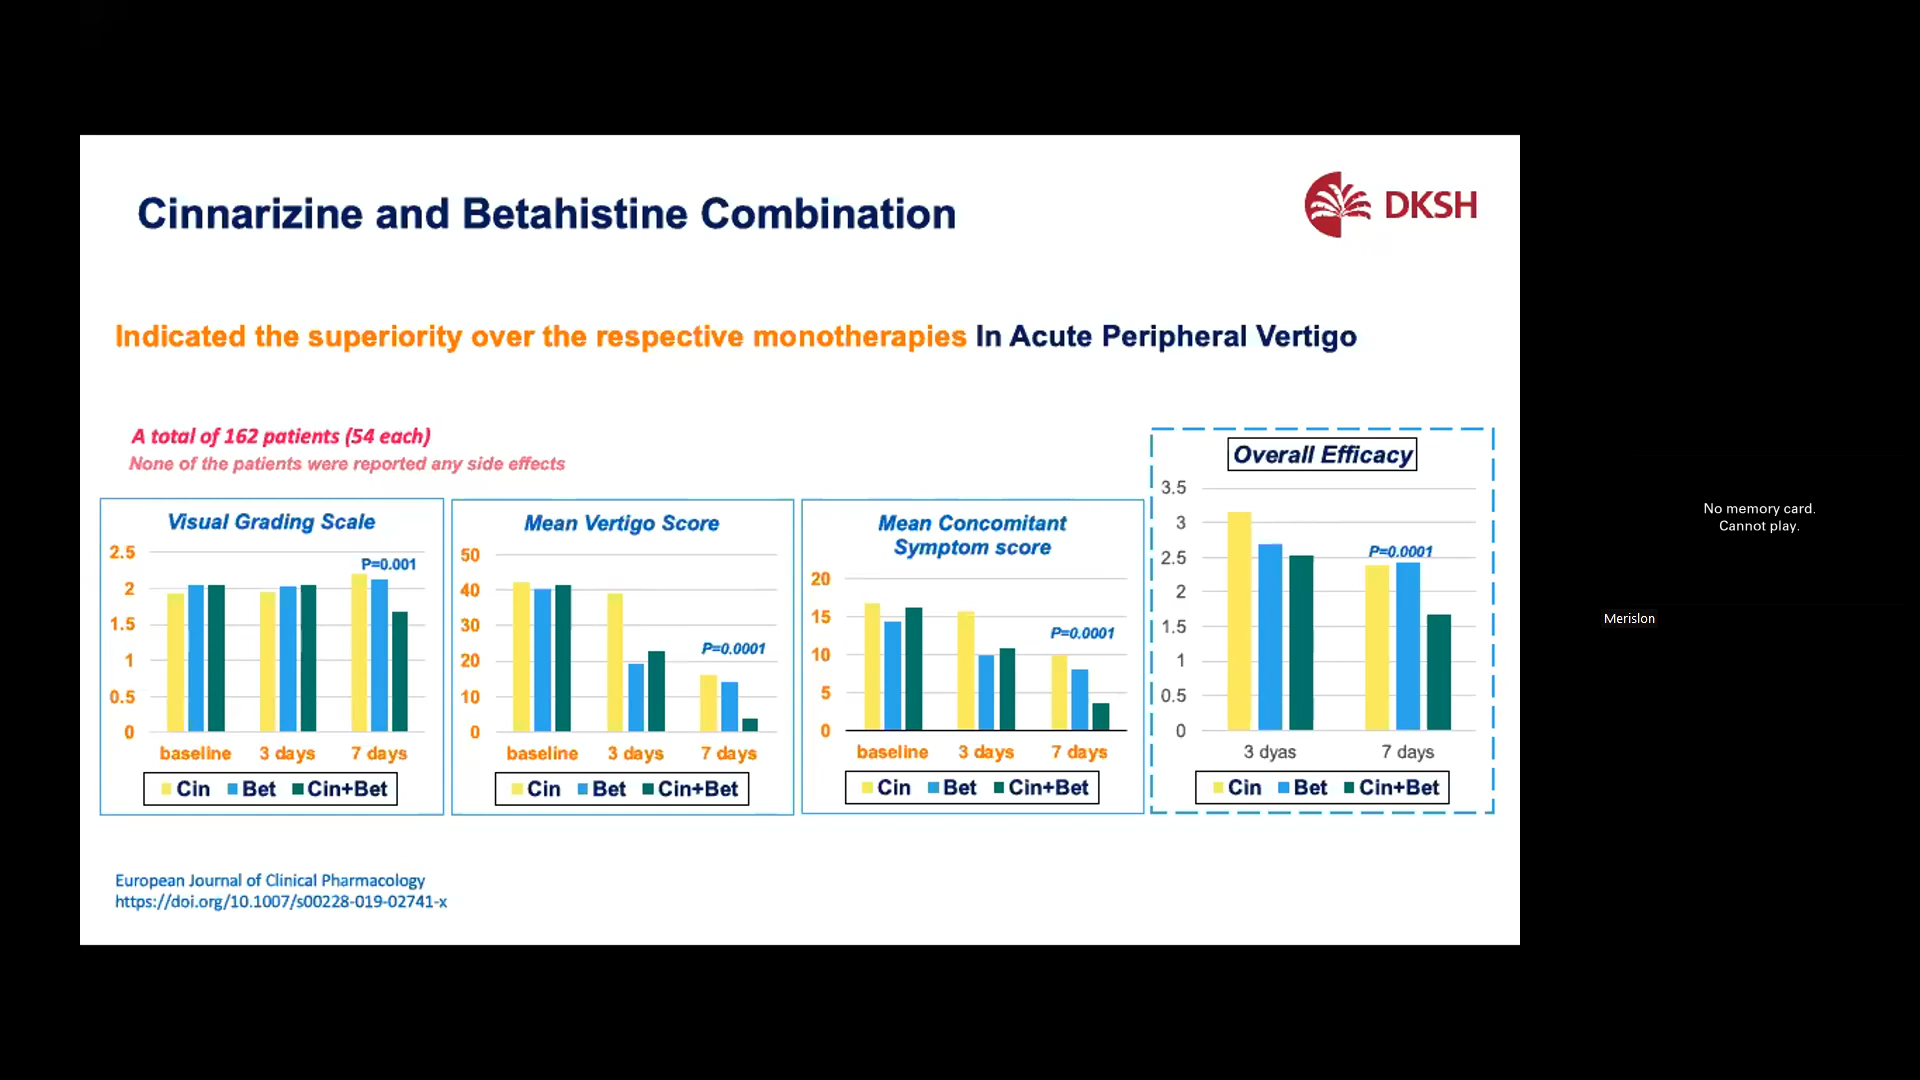 Cinnarizine and Betahistine Combination
DKSH
Indicated the superiority over the respective monotherapies In Acute Peripheral Vertigo
A total of 162 patients (54 each)
None of the patients were reported any side effects
Visual Grading Scale
2.5
2
1.5
1
0.5
0
P=0.001
baseline 3 days 7 days
Cin Bet Cin+Bet
Mean Vertigo Score
50
40
30
20
10
0
P=0.0001
baseline 3 days 7 days
Cin Bet Cin+Bet
Mean Concomitant
Symptom score
20
15
10
5
0
P=0.0001
baseline 3 days 7 days
Cin Bet Cin+Bet
Overall Efficacy
3.5
3
2.5
2
1.5
1
0.5
0
P=0.0001
3 dyas 7 days
Cin Bet Cin+Bet
European Journal of Clinical Pharmacology
https://doi.org/10.1007/s00228-019-02741-x
No memory card.
Cannot play.
Merislon